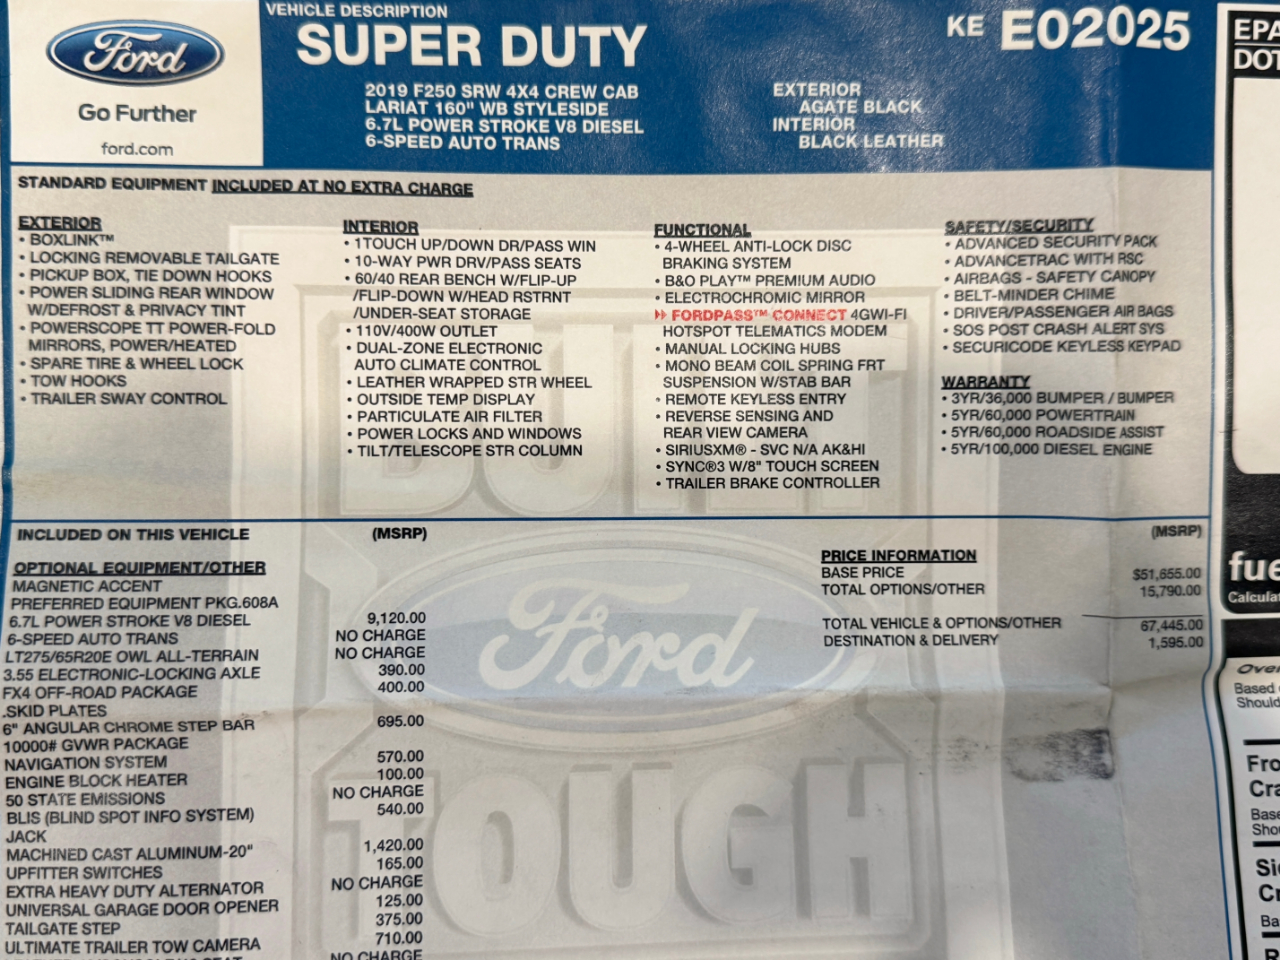 Ford
Go Further
ford.com
VEHICLE DESCRIPTION
SUPER DUTY
2019 F250 SRW 4X4 CREW CAB
LARIAT 160" WB STYLESIDE
6.7L POWER STROKE V8 DIESEL
6-SPEED AUTO TRANS
EXTERIOR
AGATE BLACK
INTERIOR
BLACK LEATHER
KE E02025
STANDARD EQUIPMENT INCLUDED AT NO EXTRA CHARGE
EXTERIOR
• BOXLINK™
• LOCKING REMOVABLE TAILGATE
• PICKUP BOX, TIE DOWN HOOKS
• POWER SLIDING REAR WINDOW
W/DEFROST & PRIVACY TINT
• POWERSCOPE TT POWER-FOLD
MIRRORS, POWER/HEATED
• SPARE TIRE & WHEEL LOCK
• TOW HOOKS
• TRAILER SWAY CONTROL
INTERIOR
• 1TOUCH UP/DOWN DR/PASS WIN
• 10-WAY PWR DRV/PASS SEATS
• 60/40 REAR BENCH W/FLIP-UP
/FLIP-DOWN W/HEAD RSTRNT
/UNDER-SEAT STORAGE
• 110V/400W OUTLET
• DUAL-ZONE ELECTRONIC
AUTO CLIMATE CONTROL
• LEATHER WRAPPED STR WHEEL
• OUTSIDE TEMP DISPLAY
• PARTICULATE AIR FILTER
• POWER LOCKS AND WINDOWS
• TILT/TELESCOPE STR COLUMN
FUNCTIONAL
• 4-WHEEL ANTI-LOCK DISC
BRAKING SYSTEM
• B&O PLAY™ PREMIUM AUDIO
• ELECTROCHROMIC MIRROR
FORDPASS™ CONNECT 4GWI-FI
HOTSPOT TELEMATICS MODEM
• MANUAL LOCKING HUBS
• MONO BEAM COIL SPRING FRT
SUSPENSION W/STAB BAR
• REMOTE KEYLESS ENTRY
• REVERSE SENSING AND
REAR VIEW CAMERA
• SIRIUSXM® - SVC N/A AK&HI
• SYNC®3 W/8" TOUCH SCREEN
• TRAILER BRAKE CONTROLLER
SAFETY/SECURITY
• ADVANCED SECURITY PACK
• ADVANCETRAC WITH RSC
• AIRBAGS - SAFETY CANOPY
• BELT-MINDER CHIME
• DRIVER/PASSENGER AIR BAGS
• SOS POST CRASH ALERT SYS
• SECURICODE KEYLESS KEYPAD
WARRANTY
• 3YR/36,000 BUMPER / BUMPER
• 5YR/60,000 POWERTRAIN
• 5YR/60,000 ROADSIDE ASSIST
• 5YR/100,000 DIESEL ENGINE
BUILT
Ford
TOUGH
INCLUDED ON THIS VEHICLE (MSRP)
OPTIONAL EQUIPMENT/OTHER
MAGNETIC ACCENT
PREFERRED EQUIPMENT PKG.608A
6.7L POWER STROKE V8 DIESEL 9,120.00
6-SPEED AUTO TRANS NO CHARGE
LT275/65R20E OWL ALL-TERRAIN NO CHARGE
3.55 ELECTRONIC-LOCKING AXLE 390.00
FX4 OFF-ROAD PACKAGE 400.00
.SKID PLATES
6" ANGULAR CHROME STEP BAR 695.00
10000# GVWR PACKAGE
NAVIGATION SYSTEM 570.00
ENGINE BLOCK HEATER 100.00
50 STATE EMISSIONS NO CHARGE
BLIS (BLIND SPOT INFO SYSTEM) 540.00
JACK
MACHINED CAST ALUMINUM-20" 1,420.00
UPFITTER SWITCHES 165.00
EXTRA HEAVY DUTY ALTERNATOR NO CHARGE
UNIVERSAL GARAGE DOOR OPENER 125.00
TAILGATE STEP 375.00
ULTIMATE TRAILER TOW CAMERA 710.00
NO CHARGE
(MSRP)
PRICE INFORMATION
BASE PRICE $51,655.00
TOTAL OPTIONS/OTHER 15,790.00
TOTAL VEHICLE & OPTIONS/OTHER 67,445.00
DESTINATION & DELIVERY 1,595.00
EPA
DOT
fue
Calcula
Over
Based
Should
Fro
Cra
Base
Shou
Si
C
Ba
R